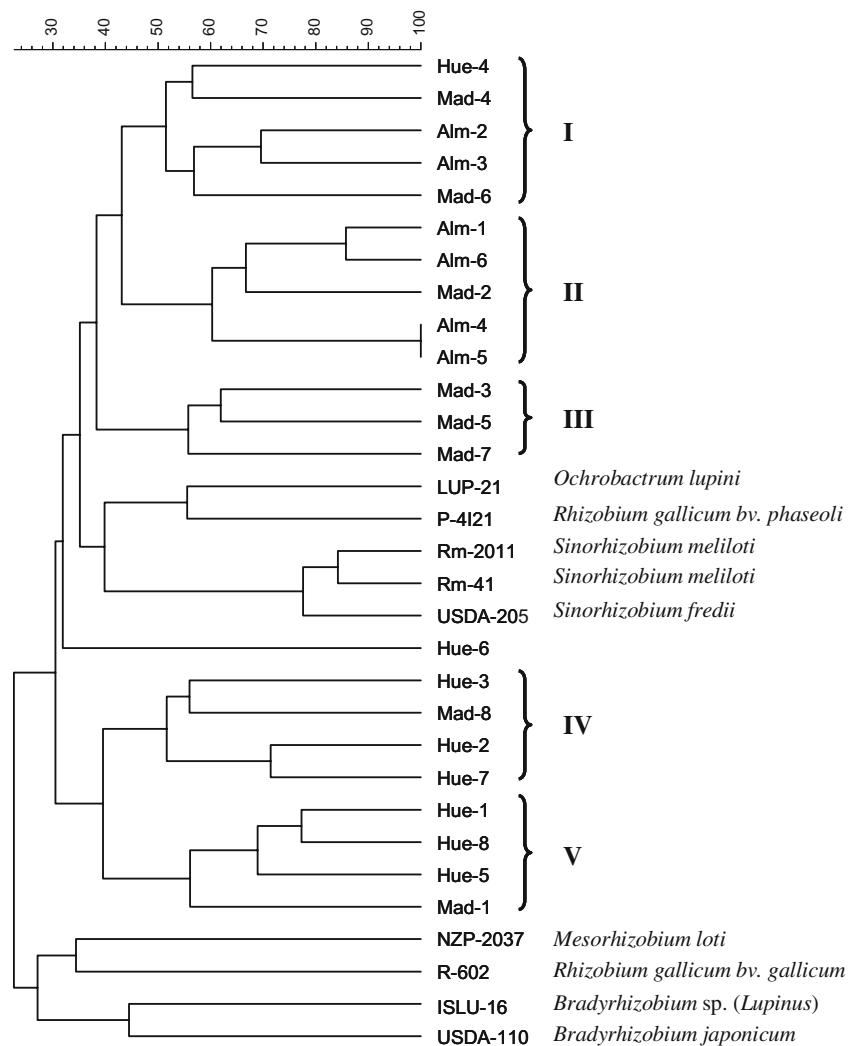 30 40 50 60 70 80 90 100
Hue-4
Mad-4
Alm-2 I
Alm-3
Mad-6
Alm-1
Alm-6
Mad-2 II
Alm-4
Alm-5
Mad-3
Mad-5 III
Mad-7
LUP-21 Ochrobactrum lupini
P-4I21 Rhizobium gallicum bv. phaseoli
Rm-2011 Sinorhizobium meliloti
Rm-41 Sinorhizobium meliloti
USDA-205 Sinorhizobium fredii
Hue-6
Hue-3
Mad-8 IV
Hue-2
Hue-7
Hue-1
Hue-8 V
Hue-5
Mad-1
NZP-2037 Mesorhizobium loti
R-602 Rhizobium gallicum bv. gallicum
ISLU-16 Bradyrhizobium sp. (Lupinus)
USDA-110 Bradyrhizobium japonicum